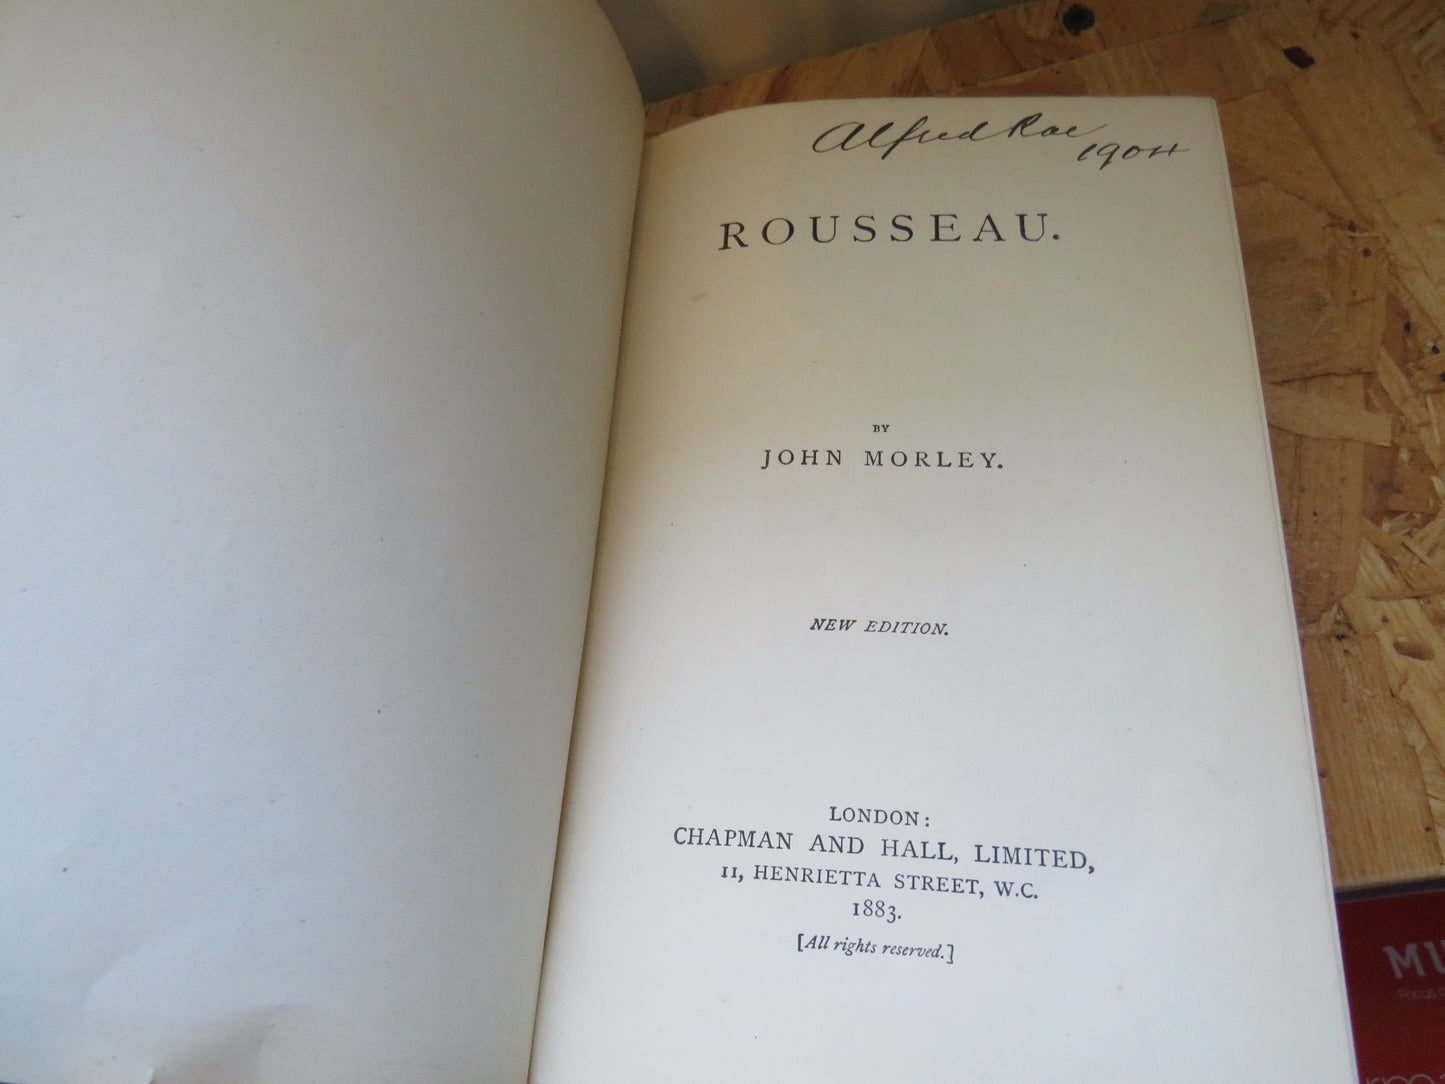 Alfred Roe
1904
ROUSSEAU.
BY
JOHN MORLEY.
NEW EDITION.
LONDON:
CHAPMAN AND HALL, LIMITED,
11, HENRIETTA STREET, W.C.
1883.
[All rights reserved.]